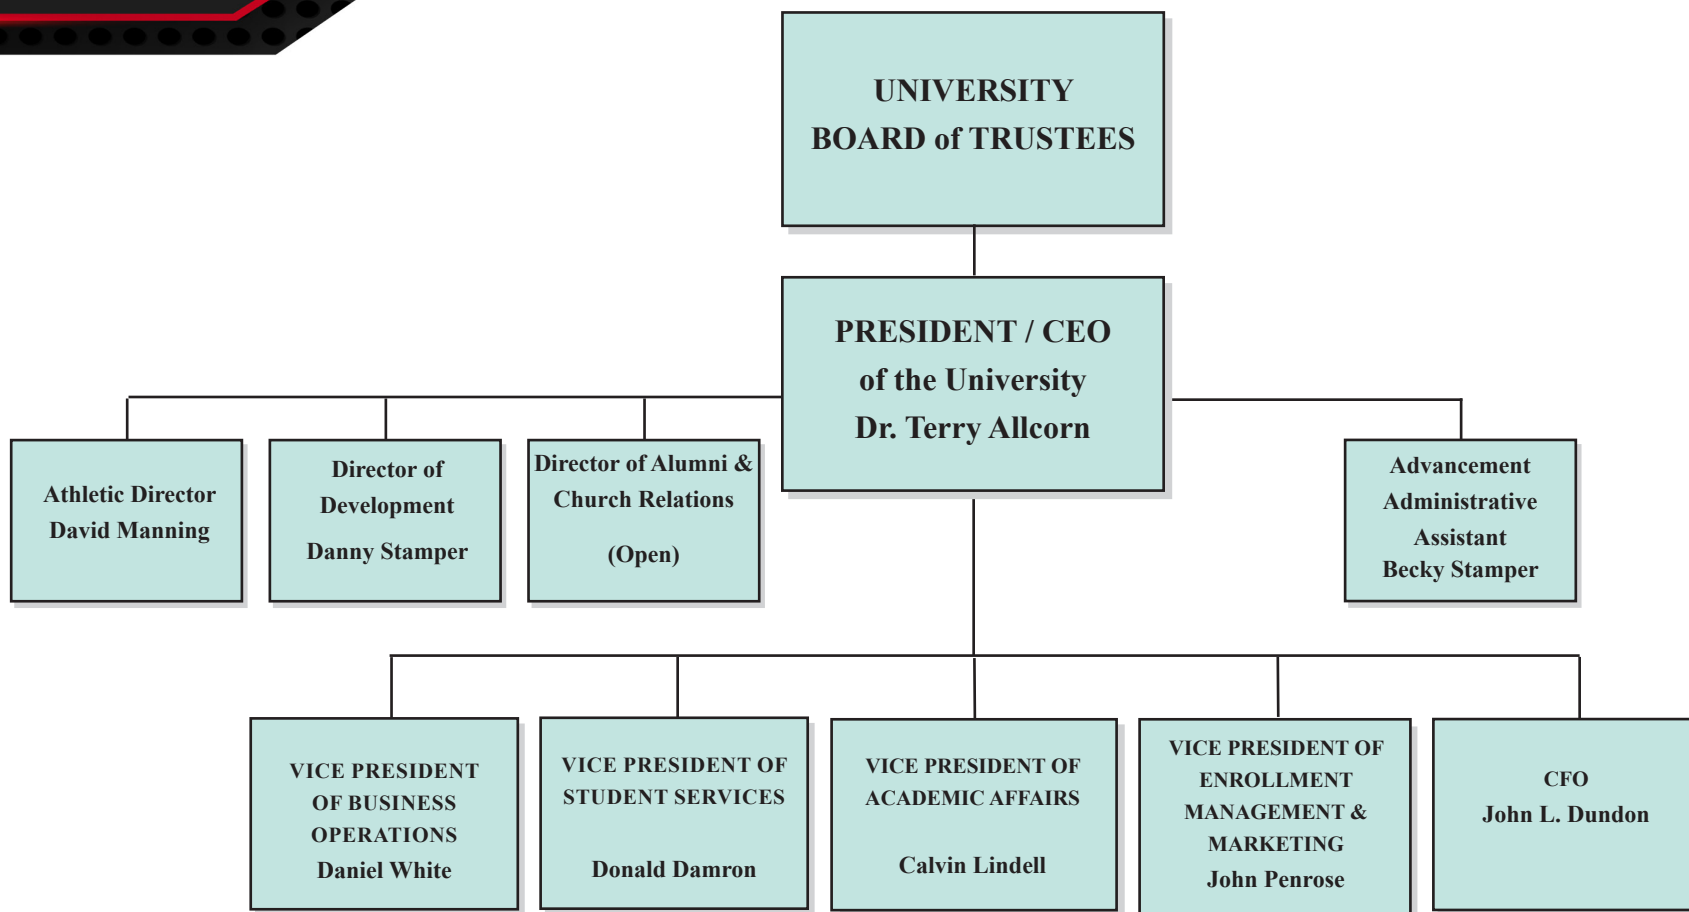 UNIVERSITY
BOARD of TRUSTEES
PRESIDENT / CEO
of the University
Dr. Terry Allcorn
Athletic Director
David Manning
Director of
Development
Danny Stamper
Director of Alumni &
Church Relations
(Open)
Advancement
Administrative
Assistant
Becky Stamper
VICE PRESIDENT
OF BUSINESS
OPERATIONS
Daniel White
VICE PRESIDENT OF
STUDENT SERVICES
Donald Damron
VICE PRESIDENT OF
ACADEMIC AFFAIRS
Calvin Lindell
VICE PRESIDENT OF
ENROLLMENT
MANAGEMENT &
MARKETING
John Penrose
CFO
John L. Dundon